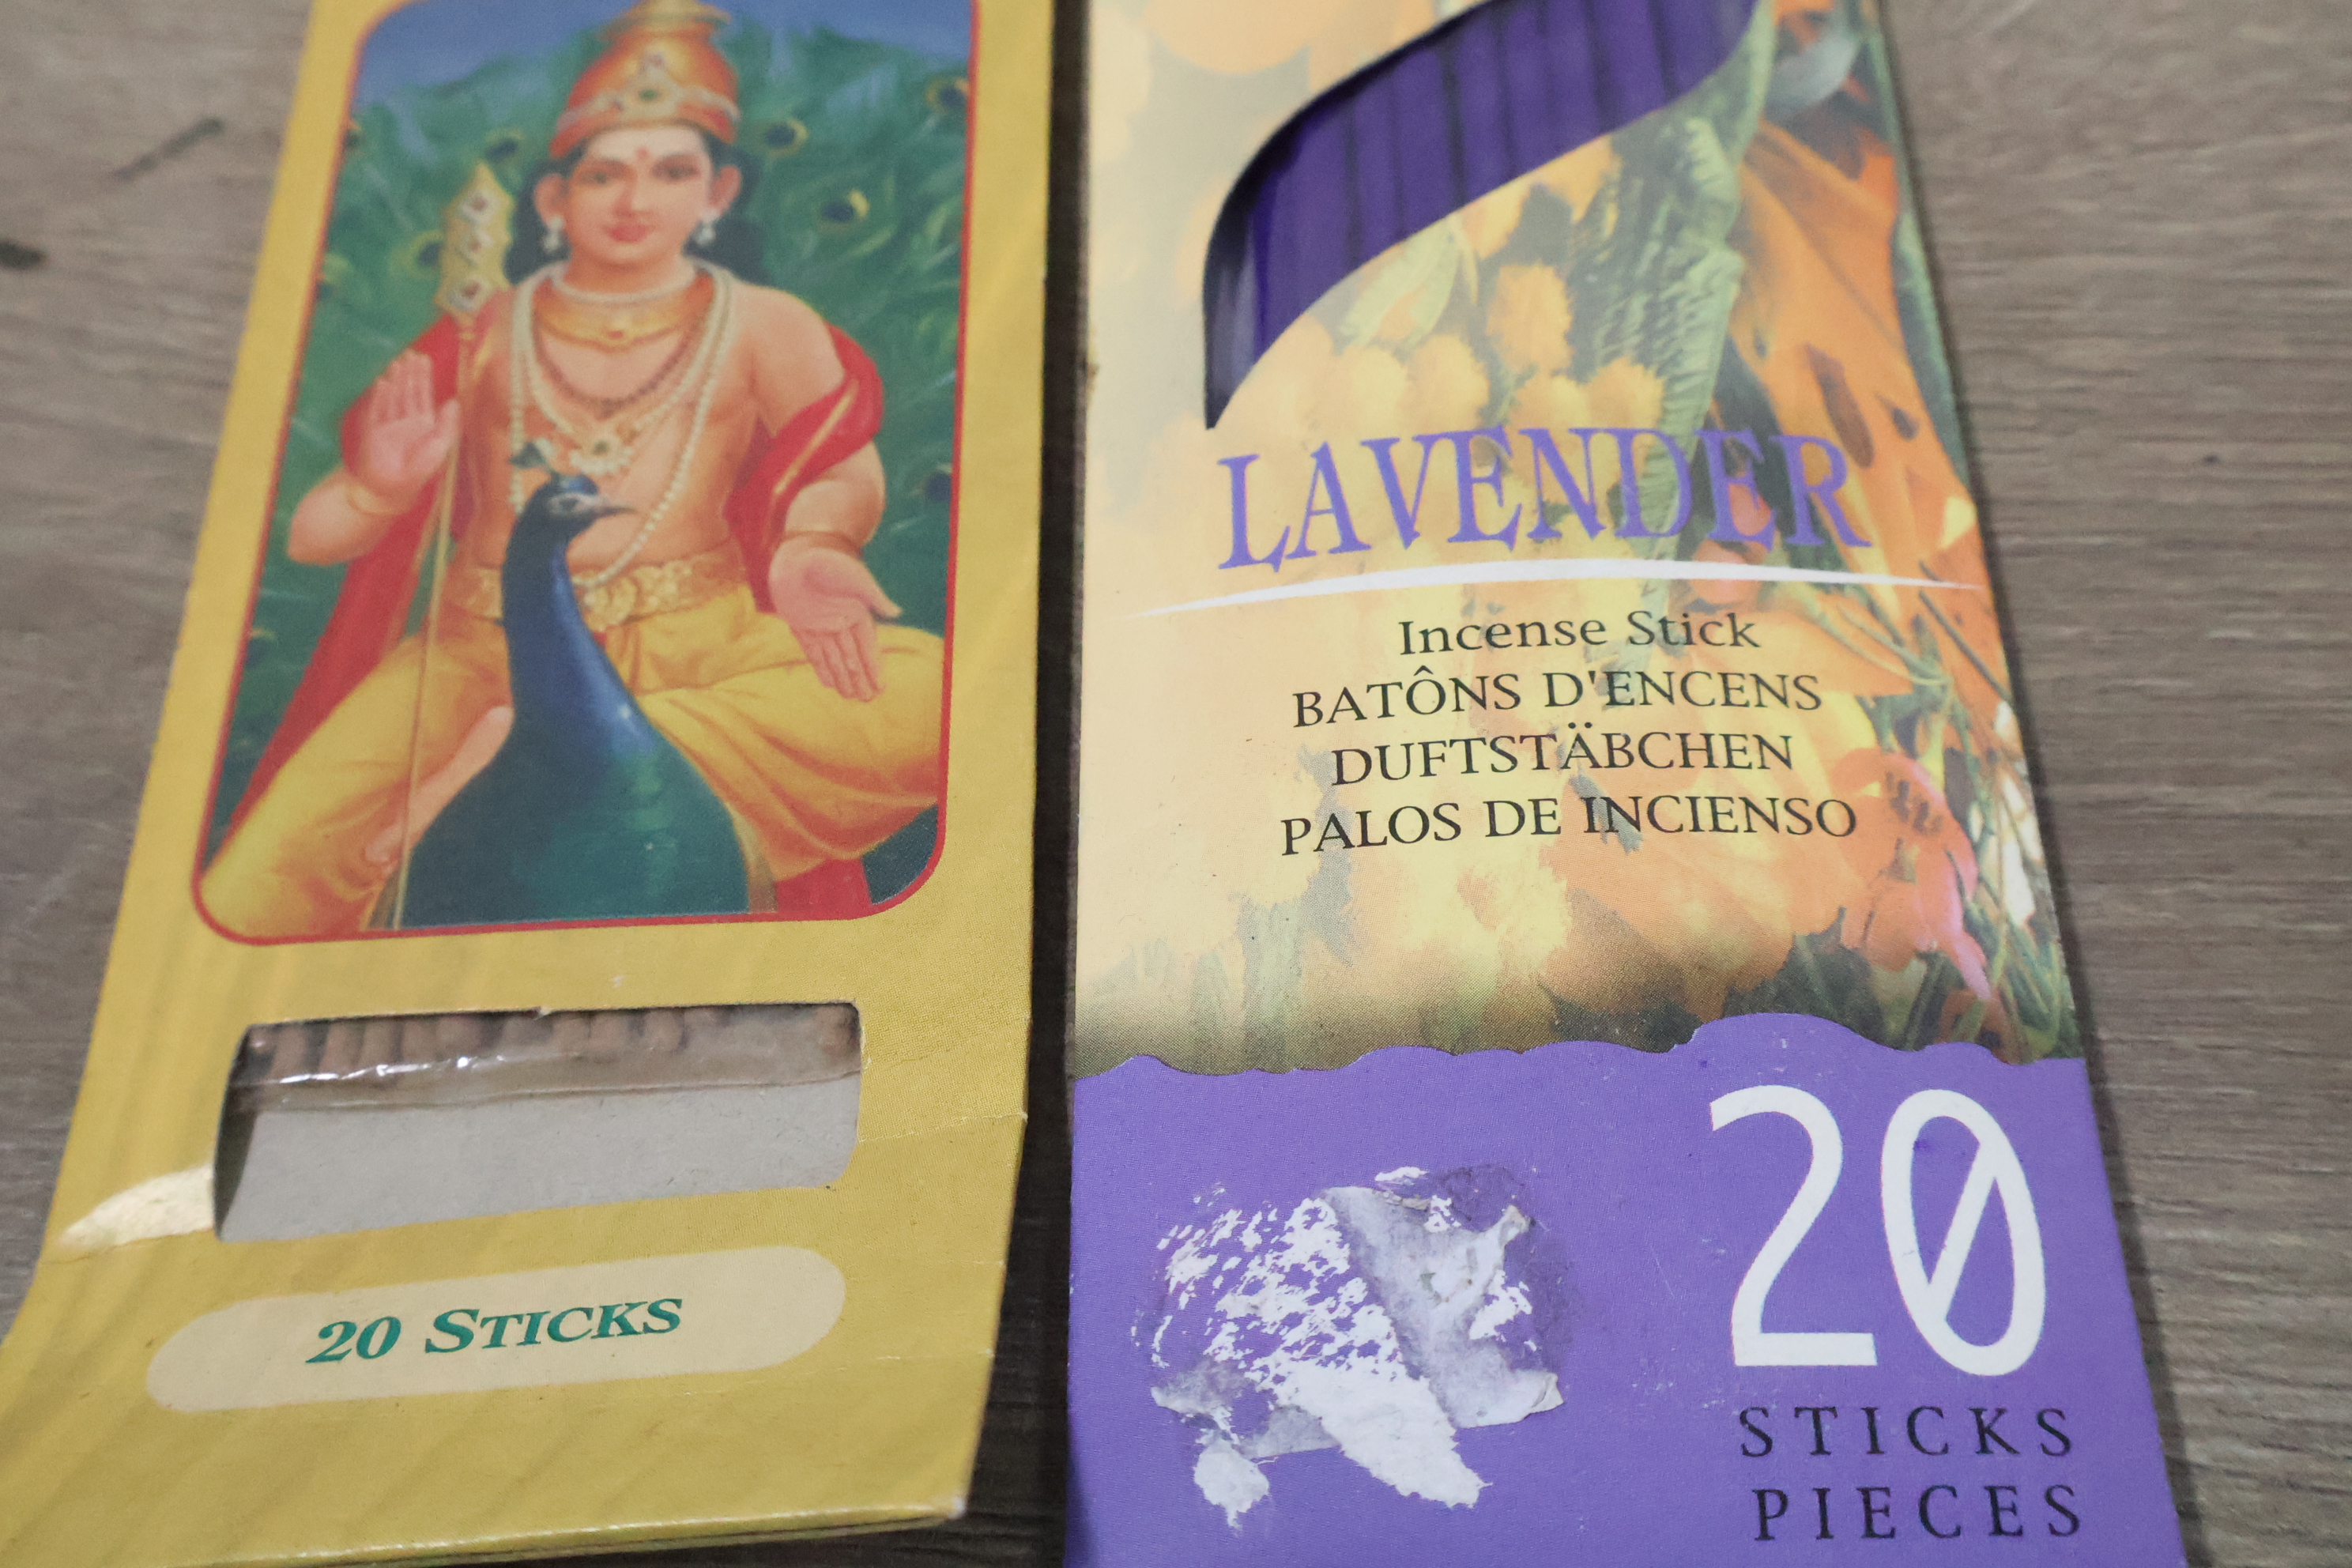 20 STICKS
LAVENDER
Incense Stick
BATÔNS D'ENCENS
DUFTSTÄBCHEN
PALOS DE INCIENSO
20
STICKS
PIECES